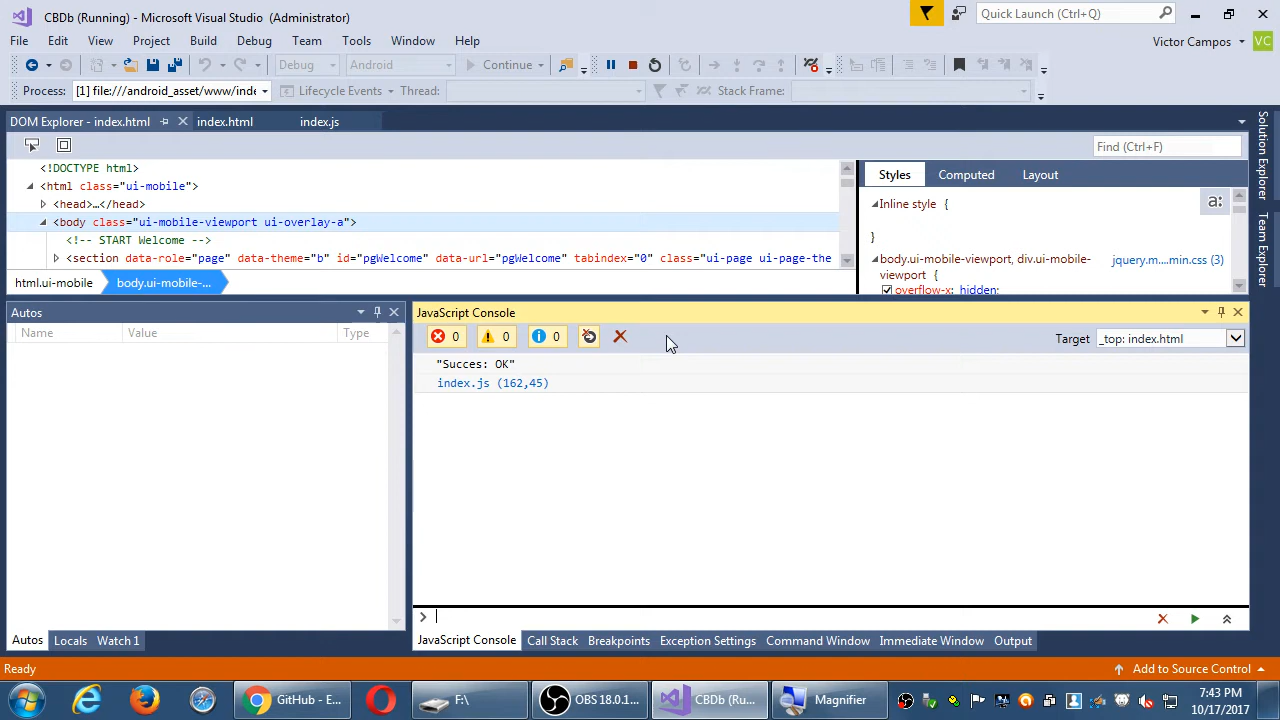 CBDb (Running) - Microsoft Visual Studio (Administrator)
Quick Launch (Ctrl+Q)
File Edit View Project Build Debug Team Tools Window Help
Victor Campos VC
Debug Android Continue
Process: [1] file:///android_asset/www/inde Lifecycle Events Thread: Stack Frame:
DOM Explorer - index.html index.html index.js
Find (Ctrl+F)
<!DOCTYPE html>
<html class="ui-mobile">
<head>…</head>
<body class="ui-mobile-viewport ui-overlay-a">
<!-- START Welcome -->
<section data-role="page" data-theme="b" id="pgWelcome" data-url="pgWelcome" tabindex="0" class="ui-page ui-page-the
html.ui-mobile body.ui-mobile-...
Styles Computed Layout
Inline style {
a:
}
body.ui-mobile-viewport, div.ui-mobile-viewport { jquery.m....min.css (3)
overflow-x: hidden;
Solution Explorer
Team Explorer
Autos
Name Value Type
Autos Locals Watch 1
JavaScript Console
0 0 0
Target _top: index.html
"Succes: OK"
index.js (162,45)
>
JavaScript Console Call Stack Breakpoints Exception Settings Command Window Immediate Window Output
Ready
Add to Source Control
GitHub - E... F:\ OBS 18.0.1... CBDb (Ru... Magnifier
7:43 PM
10/17/2017